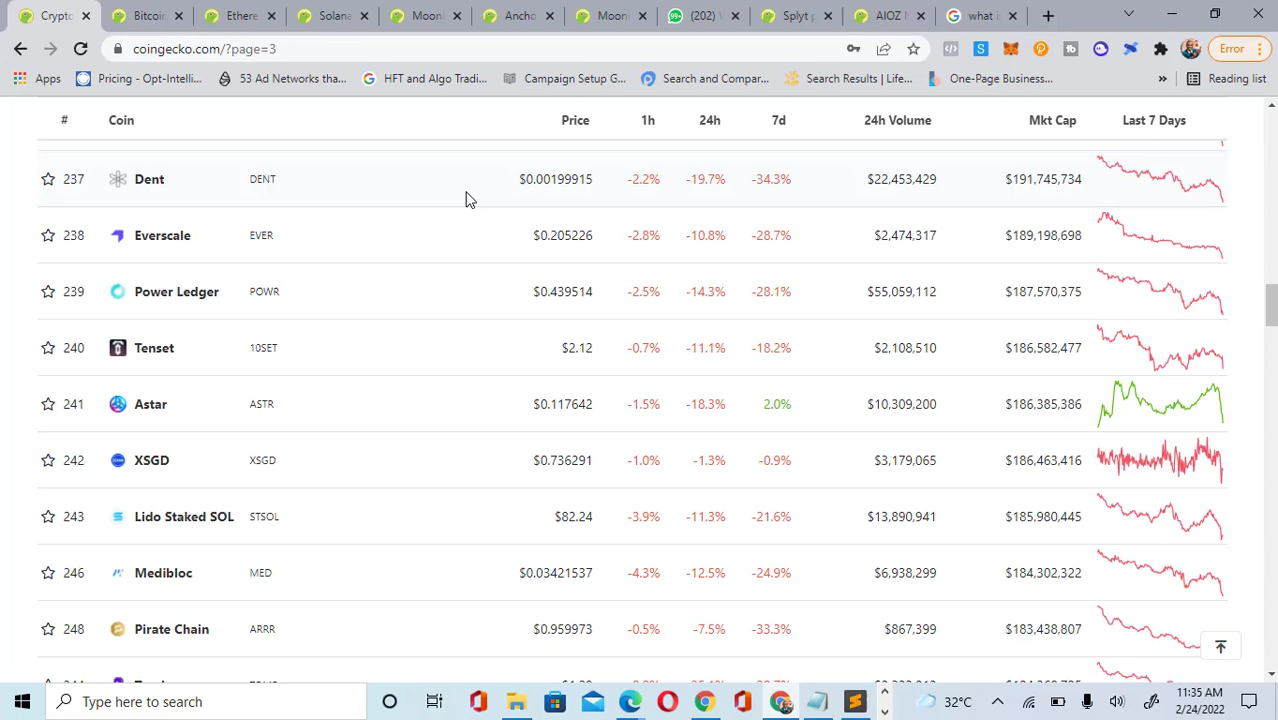 Crypto
Bitcoin
Ethere
Solana
Moon
Ancho
Moon
99+ (202) W
Splyt p
AIOZ N
what is
coingecko.com/?page=3
Error
Apps
Pricing - Opt-Intelli...
53 Ad Networks tha...
HFT and Algo Tradi...
Campaign Setup G...
Search and Compar...
Search Results | Life...
One-Page Business...
»
Reading list
# Coin Price 1h 24h 7d 24h Volume Mkt Cap Last 7 Days
237 Dent DENT $0.00199915 -2.2% -19.7% -34.3% $22,453,429 $191,745,734
238 Everscale EVER $0.205226 -2.8% -10.8% -28.7% $2,474,317 $189,198,698
239 Power Ledger POWR $0.439514 -2.5% -14.3% -28.1% $55,059,112 $187,570,375
240 Tenset 10SET $2.12 -0.7% -11.1% -18.2% $2,108,510 $186,582,477
241 Astar ASTR $0.117642 -1.5% -18.3% 2.0% $10,309,200 $186,385,386
242 XSGD XSGD $0.736291 -1.0% -1.3% -0.9% $3,179,065 $186,463,416
243 Lido Staked SOL STSOL $82.24 -3.9% -11.3% -21.6% $13,890,941 $185,980,445
246 Medibloc MED $0.03421537 -4.3% -12.5% -24.9% $6,938,299 $184,302,322
248 Pirate Chain ARRR $0.959973 -0.5% -7.5% -33.3% $867,399 $183,438,807
Type here to search
32°C
11:35 AM
2/24/2022